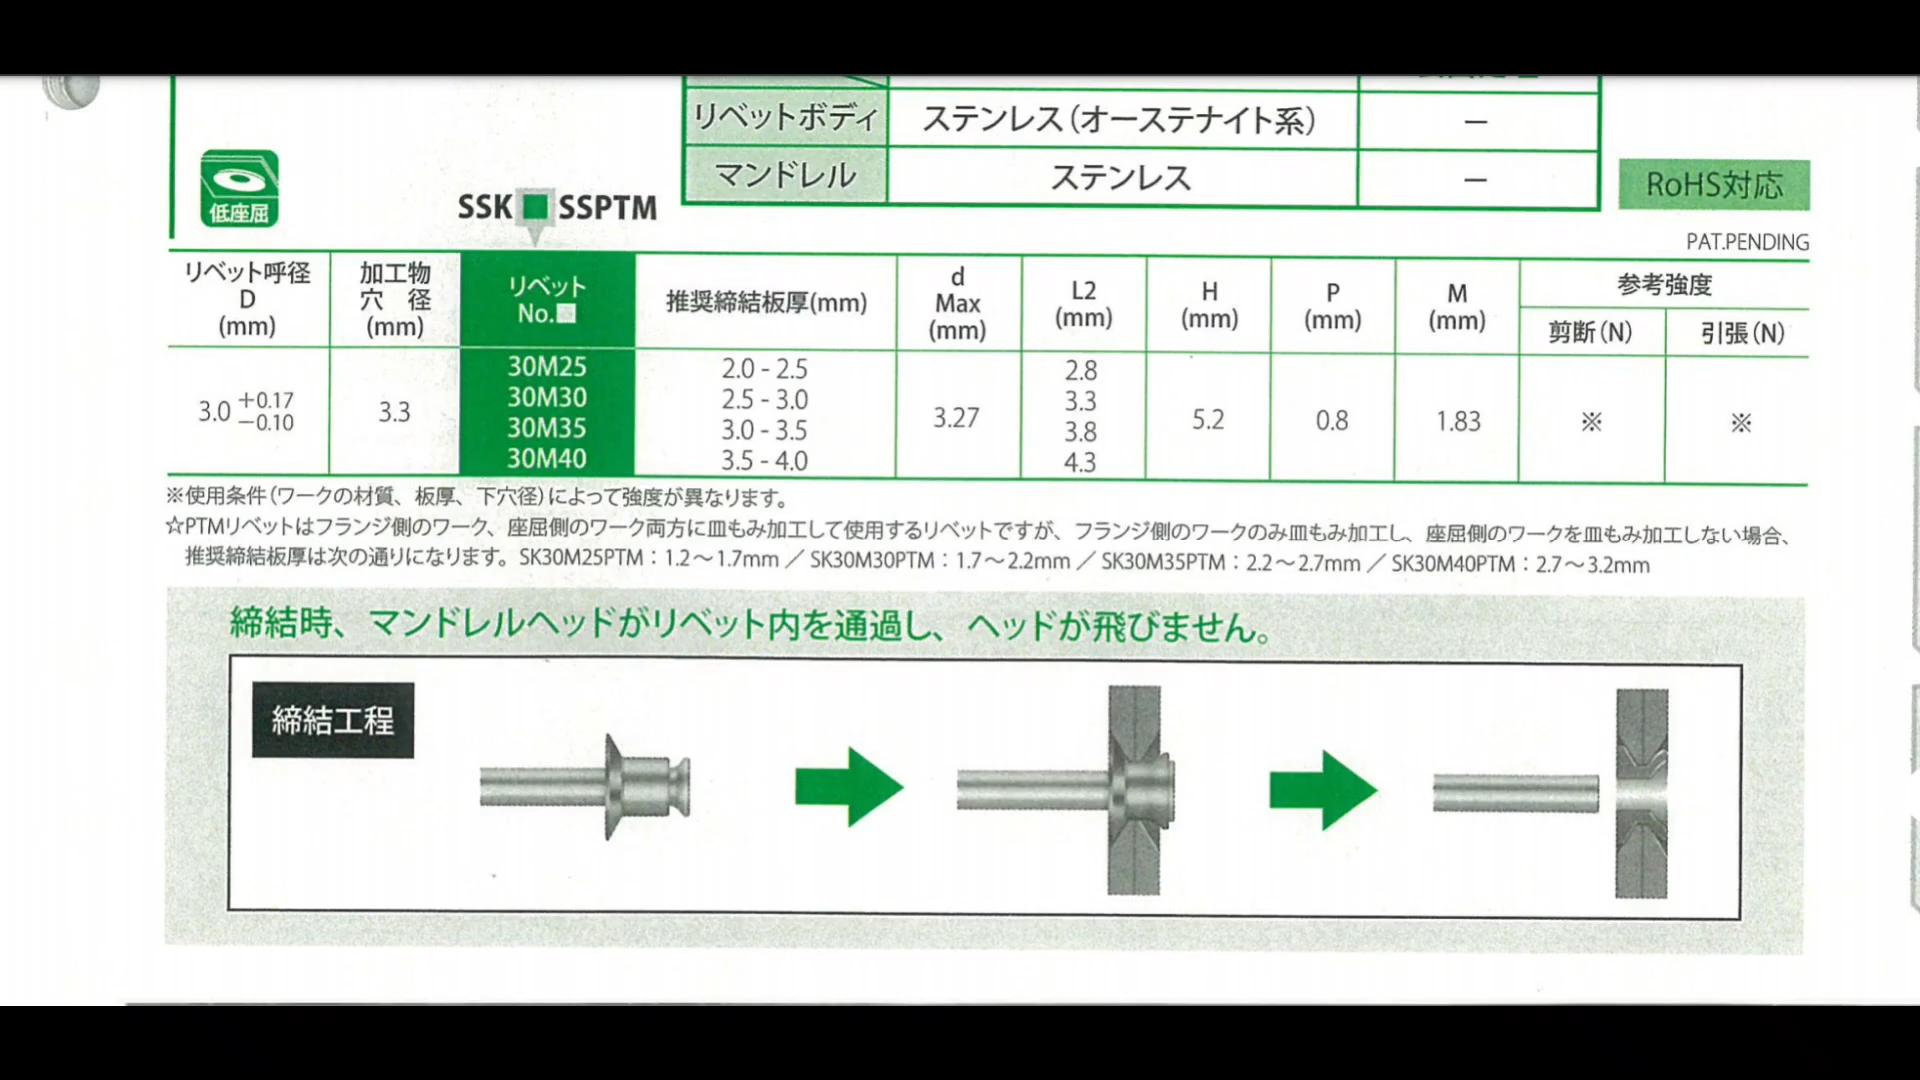 リベットボディ ステンレス(オーステナイト系) ー
マンドレル ステンレス ー
低座屈
SSK■SSPTM
RoHS対応
PAT.PENDING
リベット呼径 D (mm)
加工物 穴 径 (mm)
リベット No.□
推奨締結板厚(mm)
d Max (mm)
L2 (mm)
H (mm)
P (mm)
M (mm)
参考強度
剪断(N) 引張(N)
3.0 +0.17 −0.10
3.3
30M25 2.0 - 2.5 2.8
30M30 2.5 - 3.0 3.3
30M35 3.0 - 3.5 3.8
30M40 3.5 - 4.0 4.3
3.27 5.2 0.8 1.83 ※ ※
※使用条件(ワークの材質、板厚、下穴径)によって強度が異なります。
☆PTMリベットはフランジ側のワーク、座屈側のワーク両方に皿もみ加工して使用するリベットですが、フランジ側のワークのみ皿もみ加工し、座屈側のワークを皿もみ加工しない場合、
推奨締結板厚は次の通りになります。SK30M25PTM：1.2～1.7mm ／ SK30M30PTM：1.7～2.2mm ／ SK30M35PTM：2.2～2.7mm ／ SK30M40PTM：2.7～3.2mm
締結時、マンドレルヘッドがリベット内を通過し、ヘッドが飛びません。
締結工程